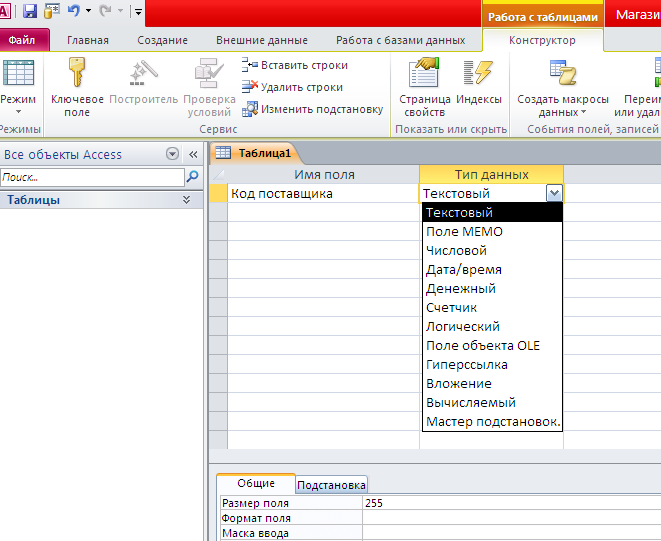 Работа с таблицами Магази
Файл Главная Создание Внешние данные Работа с базами данных Конструктор
Режим
Ключевое поле
Построитель
Проверка условий
Вставить строки
Удалить строки
Изменить подстановку
Страница свойств
Индексы
Создать макросы данных
Переим
или удал
Режимы Сервис Показать или скрыть События полей, записей
Все объекты Access
Поиск...
Таблицы
Таблица1
Имя поля Тип данных
Код поставщика Текстовый
Текстовый
Поле МЕМО
Числовой
Дата/время
Денежный
Счетчик
Логический
Поле объекта OLE
Гиперссылка
Вложение
Вычисляемый
Мастер подстановок.
Общие Подстановка
Размер поля 255
Формат поля
Маска ввода